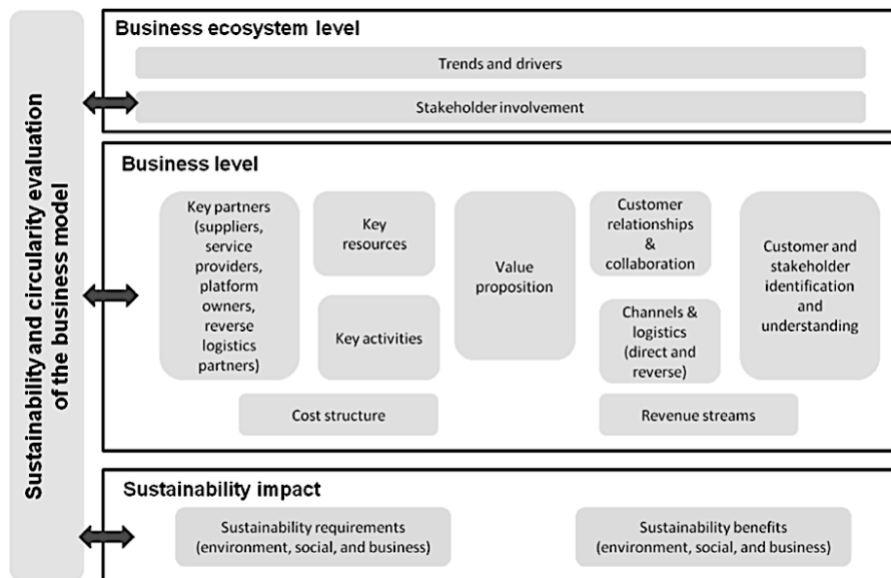 Sustainability and circularity evaluation
of the business model
Business ecosystem level
Trends and drivers
Stakeholder involvement
Business level
Key partners
(suppliers,
service
providers,
platform
owners,
reverse
logistics
partners)
Key
resources
Key activities
Value
proposition
Customer
relationships
&
collaboration
Channels &
logistics
(direct and
reverse)
Customer and
stakeholder
identification
and
understanding
Cost structure
Revenue streams
Sustainability impact
Sustainability requirements
(environment, social, and business)
Sustainability benefits
(environment, social, and business)